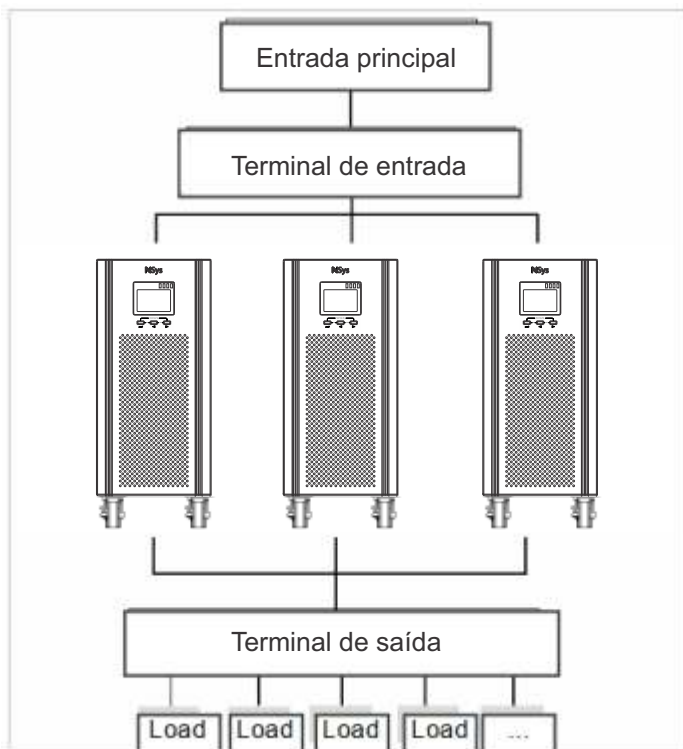 Entrada principal
Terminal de entrada
NSys NSys NSys
Terminal de saída
Load Load Load Load ...